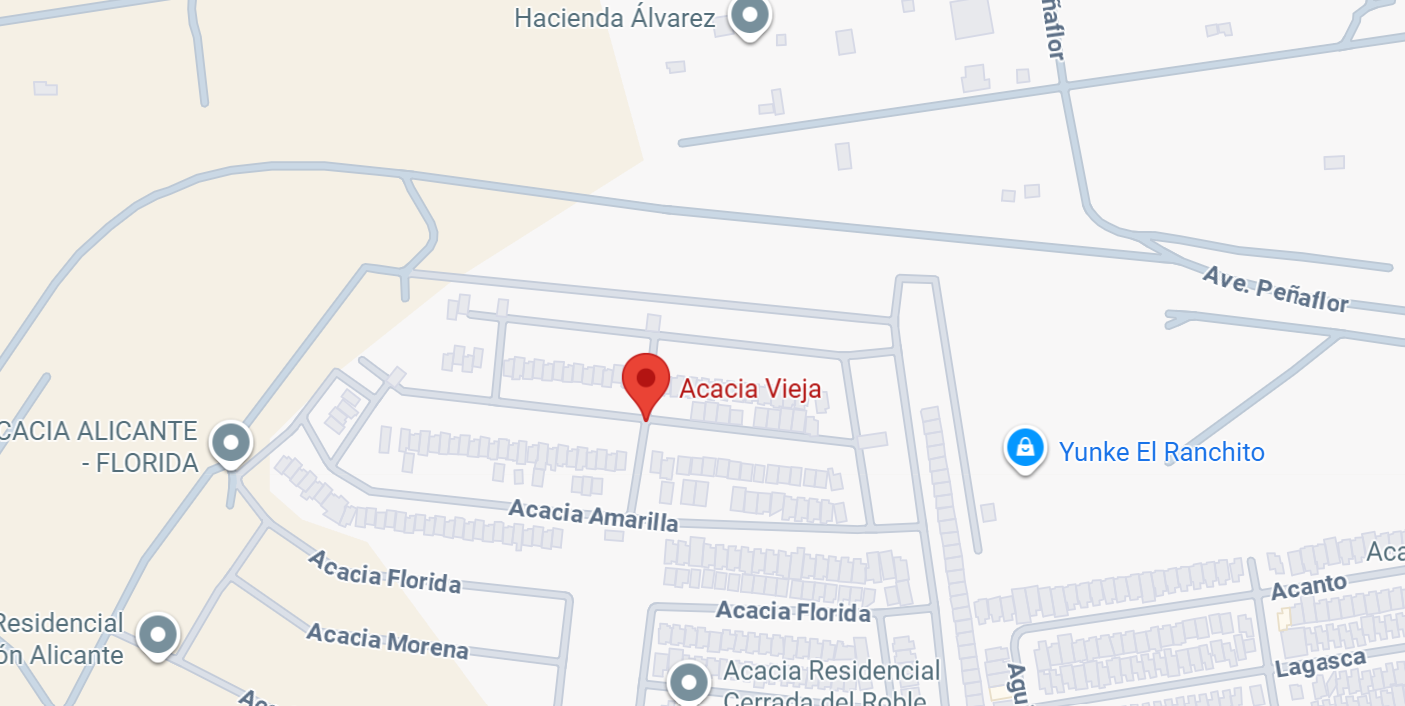 Hacienda Álvarez
ñaflor
Ave. Peñaflor
Acacia Vieja
CACIA ALICANTE
- FLORIDA
Yunke El Ranchito
Acacia Amarilla
Acacia Florida
Aca
Acanto
Acacia Florida
Residencial
ón Alicante
Acacia Morena
Lagasca
Acacia Residencial
Cerrada del Roble
Agu